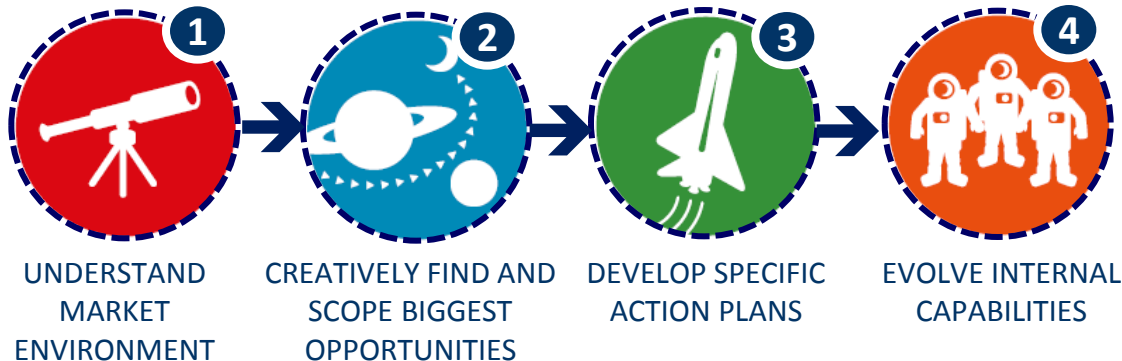 1
2
3
4
UNDERSTAND
MARKET
ENVIRONMENT
CREATIVELY FIND AND
SCOPE BIGGEST
OPPORTUNITIES
DEVELOP SPECIFIC
ACTION PLANS
EVOLVE INTERNAL
CAPABILITIES